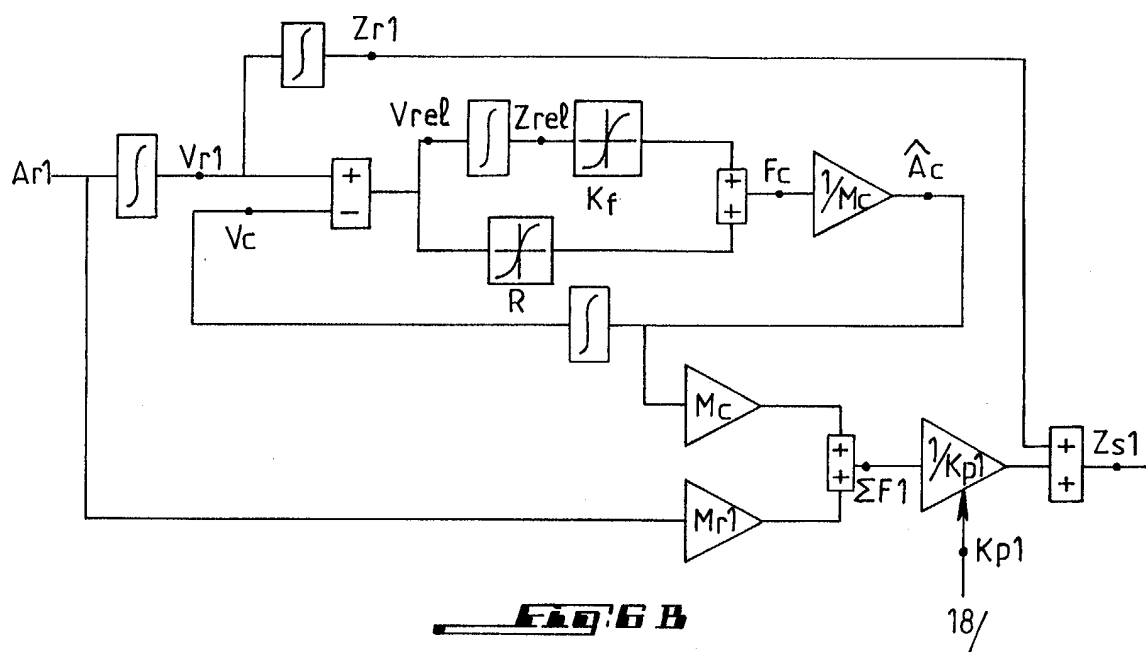 Zr1
Vrel
Zrel
Ar1
Vr1
+
-
Vc
Kf
R
+
+
Fc
1/Mc
Âc
Mc
Mr1
+
+
ΣF1
1/Kp1
+
+
Zs1
Kp1
18/
Fig: 6 B